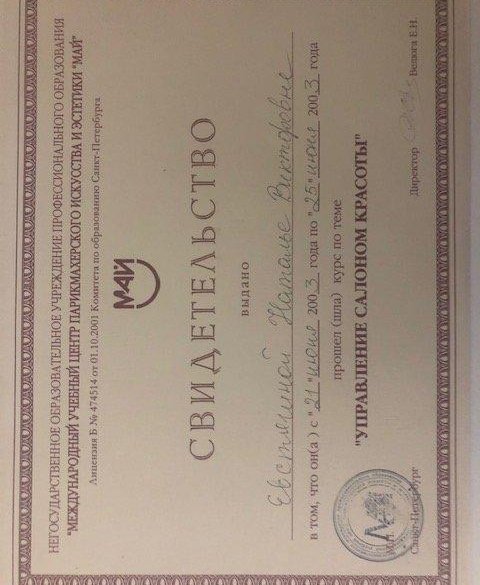 НЕГОСУДАРСТВЕННОЕ ОБРАЗОВАТЕЛЬНОЕ УЧРЕЖДЕНИЕ ПРОФЕССИОНАЛЬНОГО ОБРАЗОВАНИЯ
"МЕЖДУНАРОДНЫЙ УЧЕБНЫЙ ЦЕНТР ПАРИКМАХЕРСКОГО ИСКУССТВА И ЭСТЕТИКИ "МАЙ"
Лицензия Б № 474514 от 01.10.2001 Комитета по образованию Санкт-Петербурга
МАЙ
СВИДЕТЕЛЬСТВО
выдано
Евстяшиной Наталье Викторовне
в том, что он(а) с "21" июня 2003 года по "25" июня 2003 года
прошел (шла) курс по теме
"УПРАВЛЕНИЕ САЛОНОМ КРАСОТЫ"
М.П.
Директор Велюга Е.Н.
Санкт-Петербург